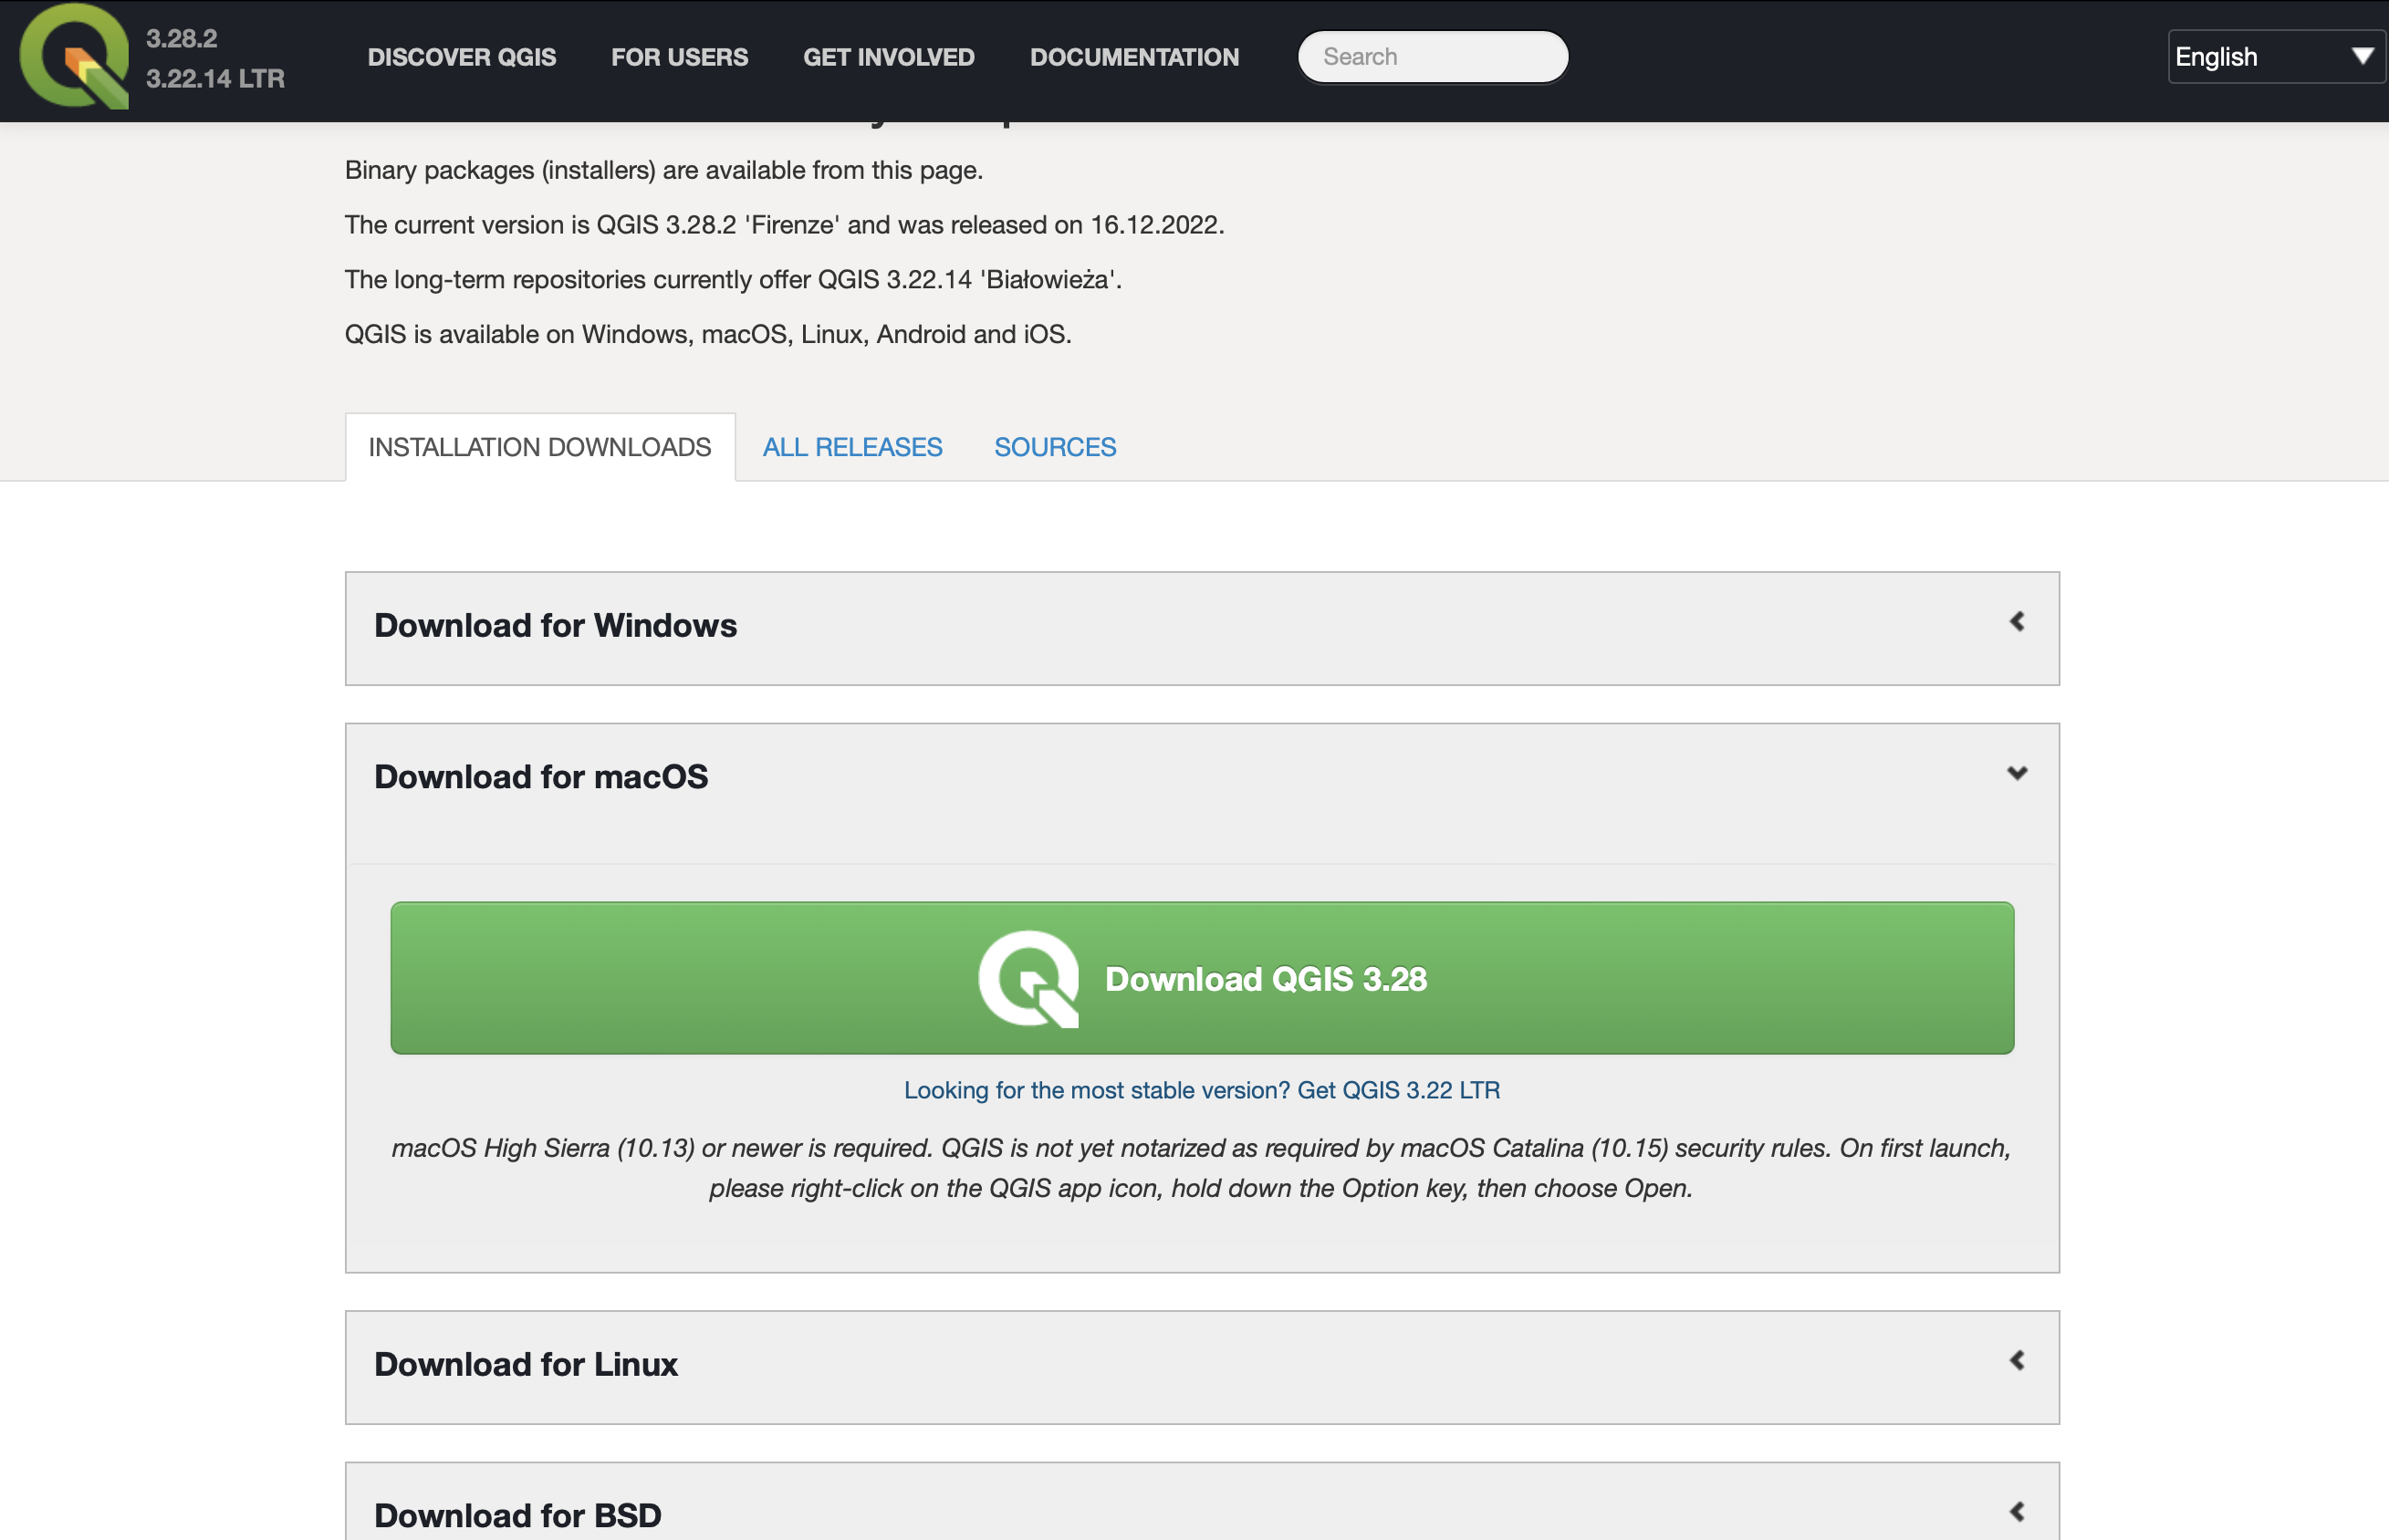 3.28.2
3.22.14 LTR
DISCOVER QGIS
FOR USERS
GET INVOLVED
DOCUMENTATION
Search
English
Binary packages (installers) are available from this page.
The current version is QGIS 3.28.2 'Firenze' and was released on 16.12.2022.
The long-term repositories currently offer QGIS 3.22.14 'Białowieża'.
QGIS is available on Windows, macOS, Linux, Android and iOS.
INSTALLATION DOWNLOADS
ALL RELEASES
SOURCES
Download for Windows
Download for macOS
Download QGIS 3.28
Looking for the most stable version? Get QGIS 3.22 LTR
macOS High Sierra (10.13) or newer is required. QGIS is not yet notarized as required by macOS Catalina (10.15) security rules. On first launch,
please right-click on the QGIS app icon, hold down the Option key, then choose Open.
Download for Linux
Download for BSD